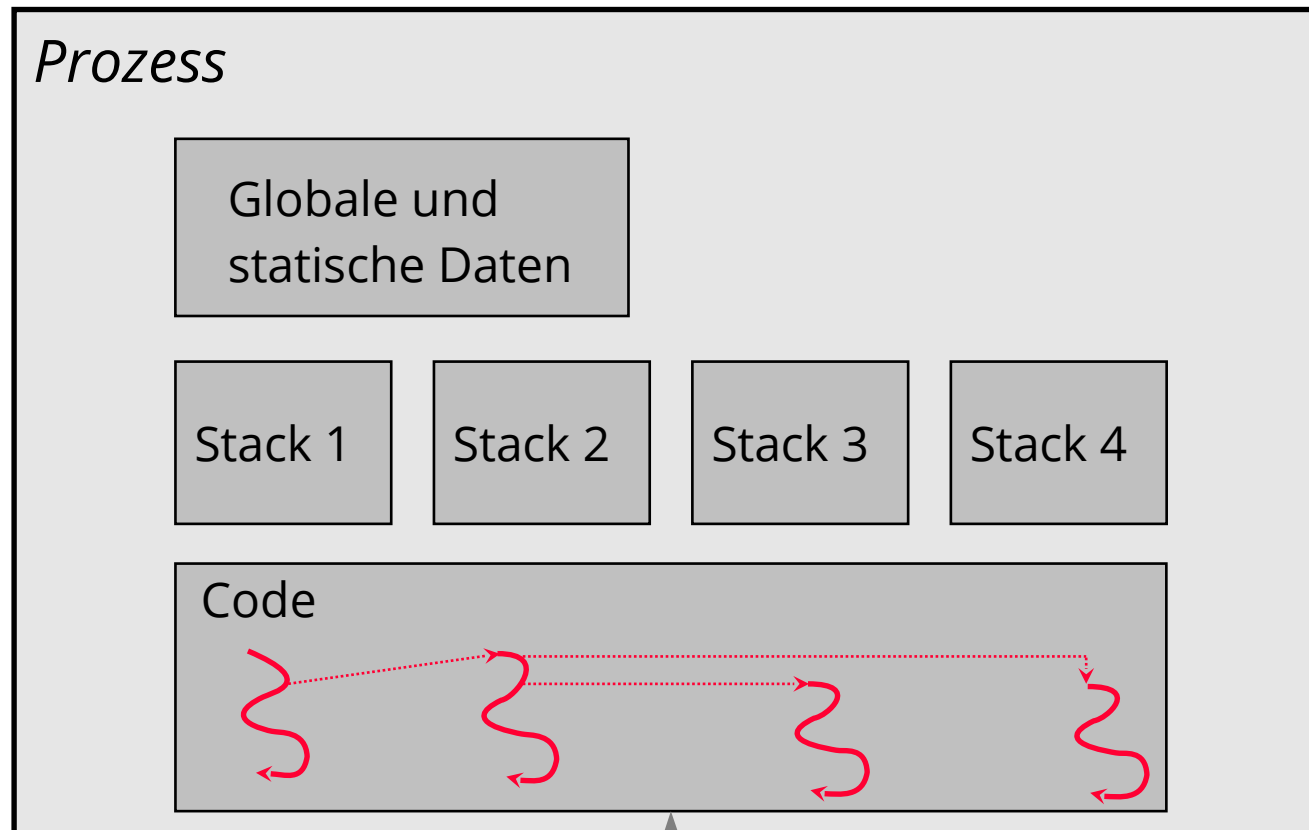 Prozess
Globale und
statische Daten
Stack 1
Stack 2
Stack 3
Stack 4
Code